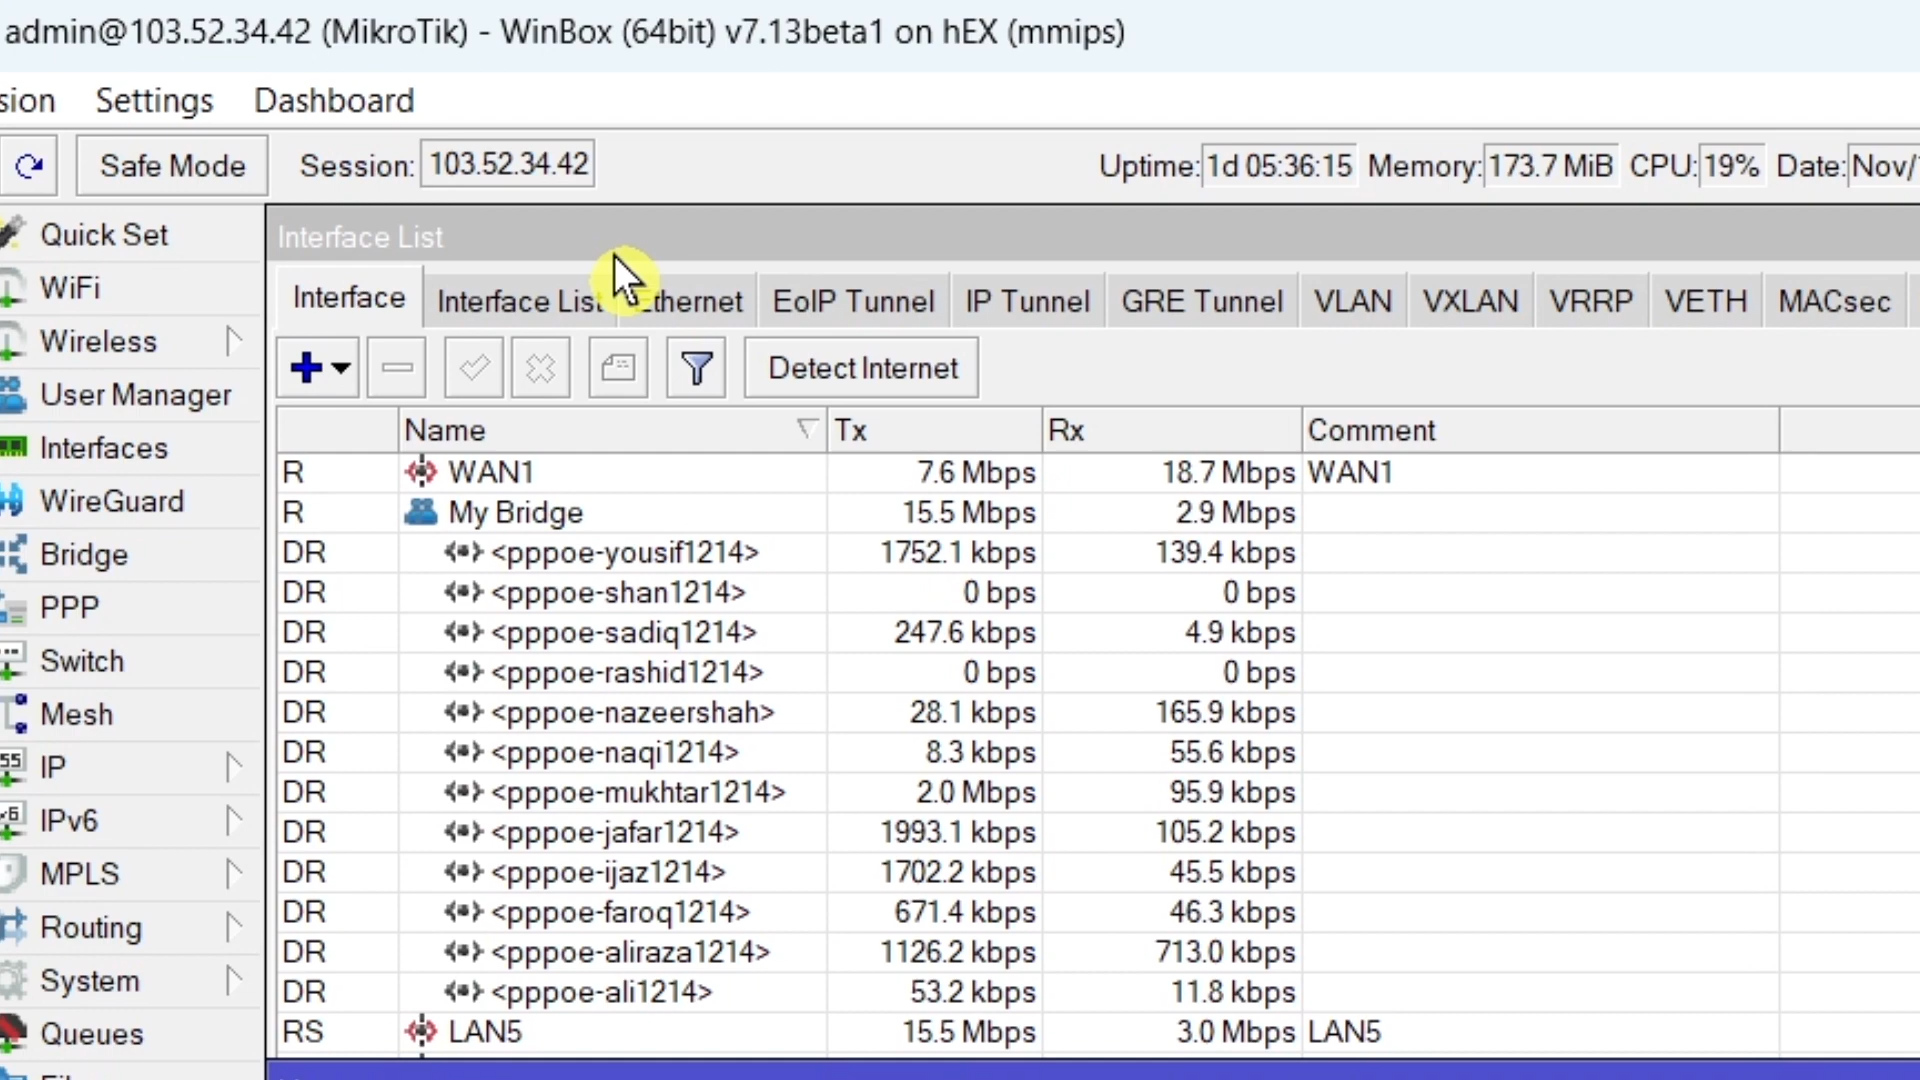 admin@103.52.34.42 (MikroTik) - WinBox (64bit) v7.13beta1 on hEX (mmips)
sion Settings Dashboard
Safe Mode Session: 103.52.34.42 Uptime: 1d 05:36:15 Memory: 173.7 MiB CPU: 19% Date: Nov/
Quick Set
WiFi
Wireless
User Manager
Interfaces
WireGuard
Bridge
PPP
Switch
Mesh
IP
IPv6
MPLS
Routing
System
Queues
Interface List
Interface Interface List Ethernet EoIP Tunnel IP Tunnel GRE Tunnel VLAN VXLAN VRRP VETH MACsec
Detect Internet
Name Tx Rx Comment
R WAN1 7.6 Mbps 18.7 Mbps WAN1
R My Bridge 15.5 Mbps 2.9 Mbps
DR <pppoe-yousif1214> 1752.1 kbps 139.4 kbps
DR <pppoe-shan1214> 0 bps 0 bps
DR <pppoe-sadiq1214> 247.6 kbps 4.9 kbps
DR <pppoe-rashid1214> 0 bps 0 bps
DR <pppoe-nazeershah> 28.1 kbps 165.9 kbps
DR <pppoe-naqi1214> 8.3 kbps 55.6 kbps
DR <pppoe-mukhtar1214> 2.0 Mbps 95.9 kbps
DR <pppoe-jafar1214> 1993.1 kbps 105.2 kbps
DR <pppoe-ijaz1214> 1702.2 kbps 45.5 kbps
DR <pppoe-faroq1214> 671.4 kbps 46.3 kbps
DR <pppoe-aliraza1214> 1126.2 kbps 713.0 kbps
DR <pppoe-ali1214> 53.2 kbps 11.8 kbps
RS LAN5 15.5 Mbps 3.0 Mbps LAN5